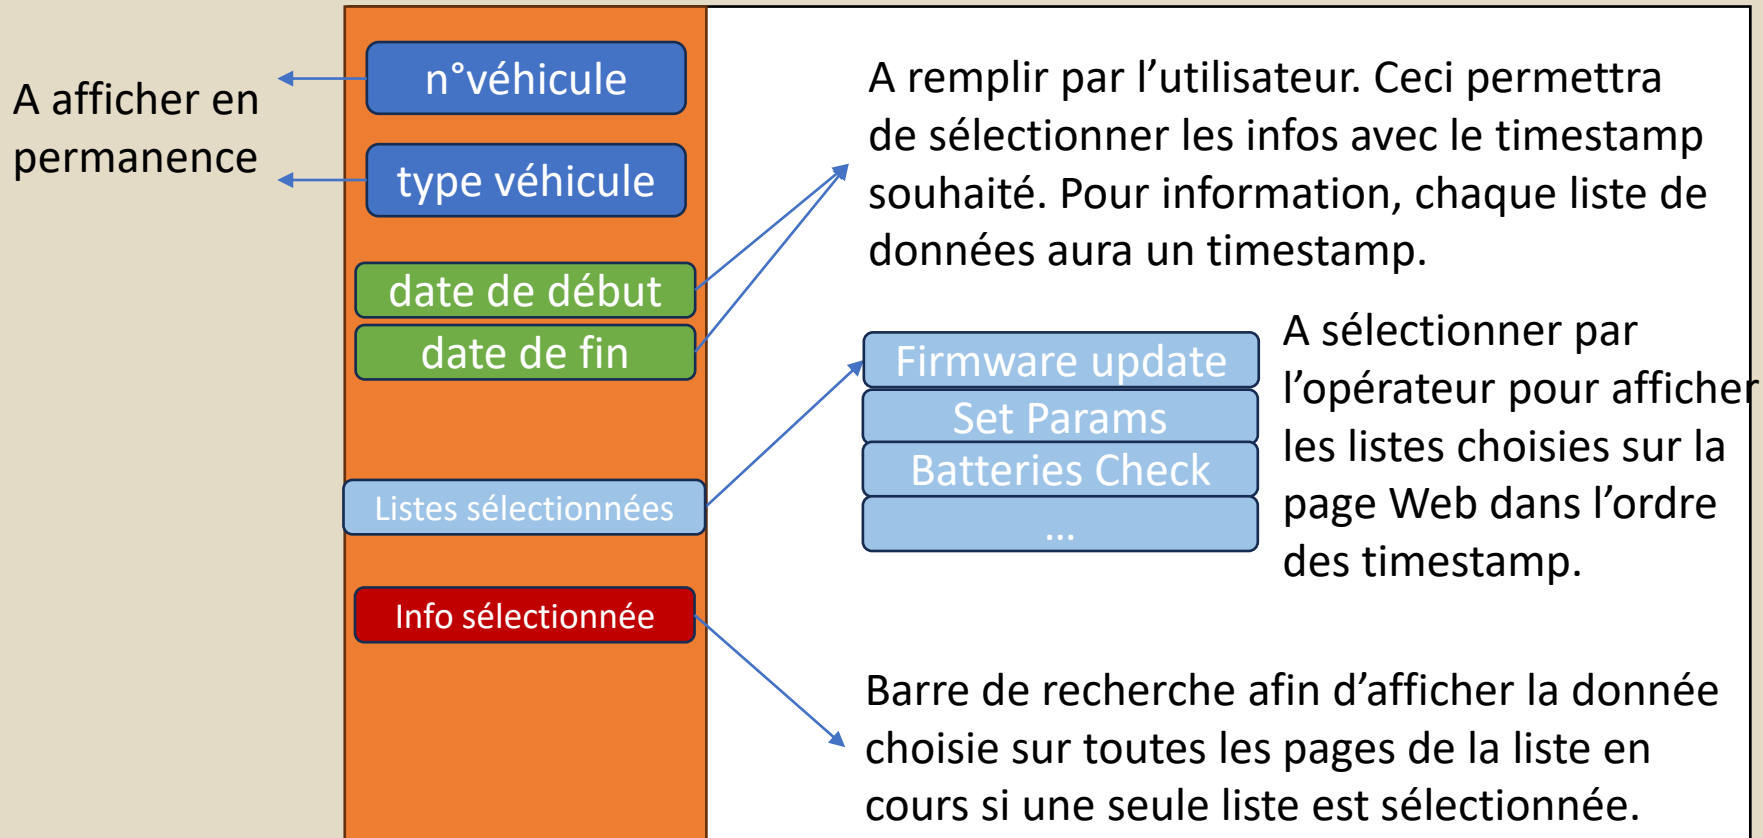 A afficher en
permanence
n°véhicule
type véhicule
date de début
date de fin
Listes sélectionnées
Info sélectionnée
A remplir par l’utilisateur. Ceci permettra
de sélectionner les infos avec le timestamp
souhaité. Pour information, chaque liste de
données aura un timestamp.
Firmware update
Set Params
Batteries Check
...
A sélectionner par
l’opérateur pour afficher
les listes choisies sur la
page Web dans l’ordre
des timestamp.
Barre de recherche afin d’afficher la donnée
choisie sur toutes les pages de la liste en
cours si une seule liste est sélectionnée.